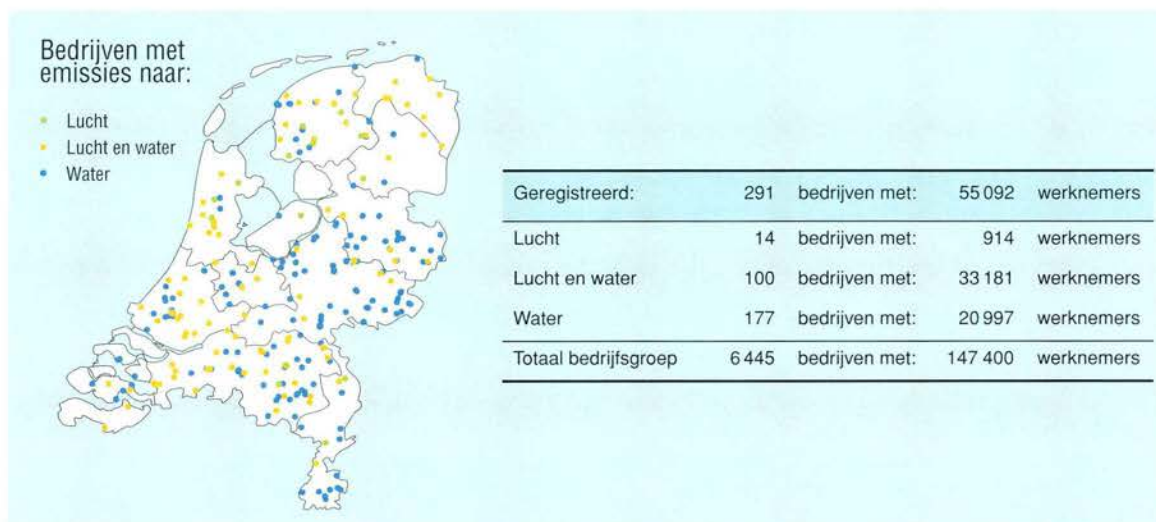 Bedrijven met
emissies naar:
Lucht
Lucht en water
Water
Geregistreerd: 291 bedrijven met: 55 092 werknemers
Lucht 14 bedrijven met: 914 werknemers
Lucht en water 100 bedrijven met: 33 181 werknemers
Water 177 bedrijven met: 20 997 werknemers
Totaal bedrijfsgroep 6 445 bedrijven met: 147 400 werknemers